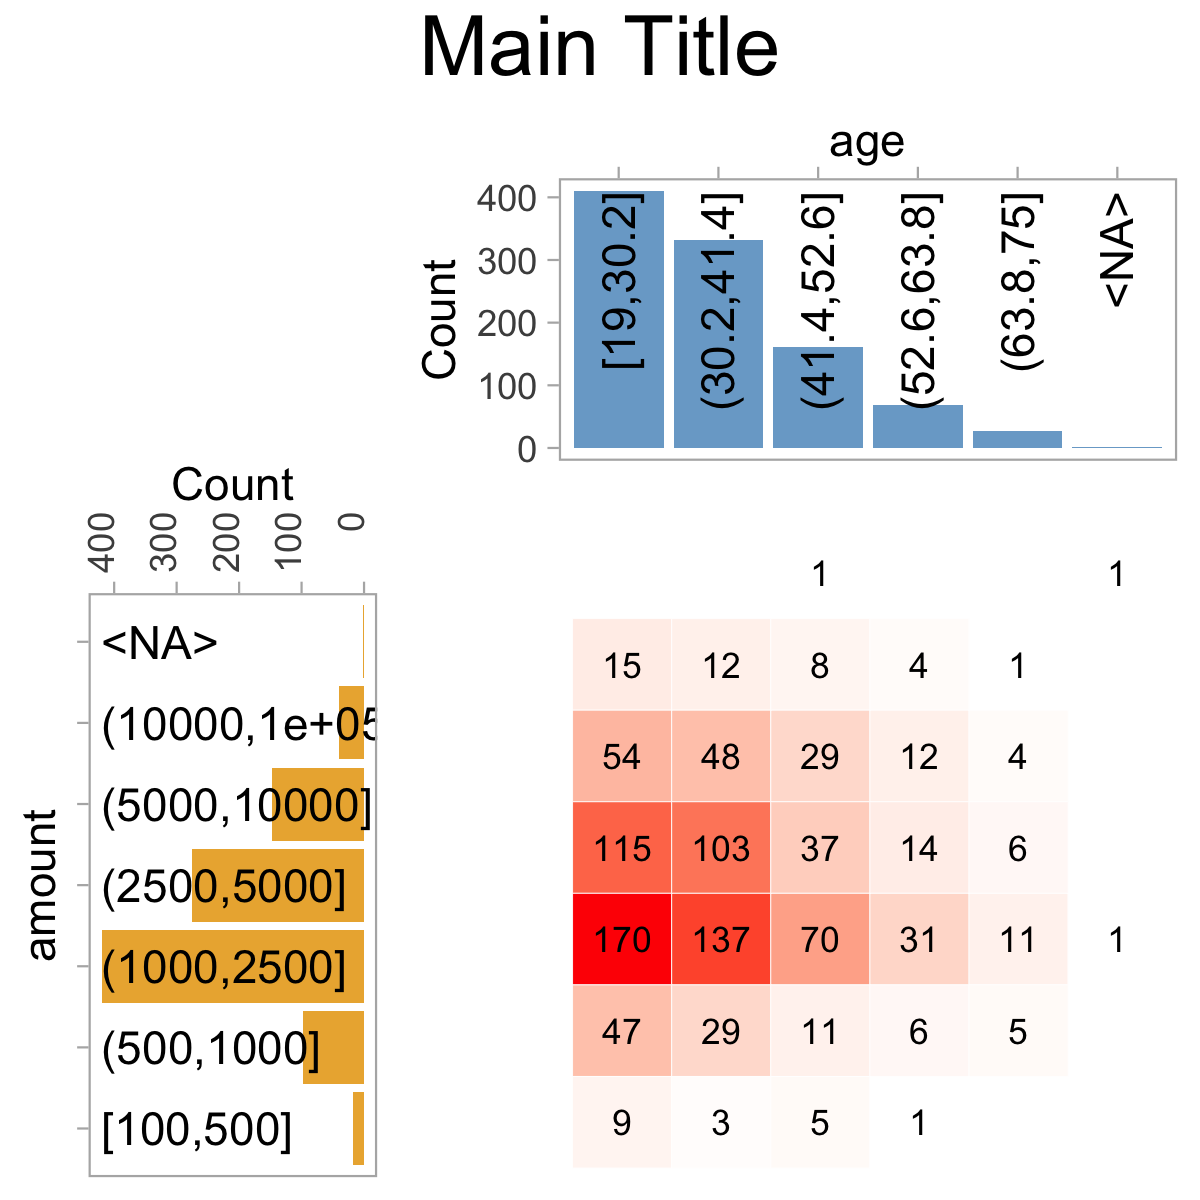 Main Title
age
Count
400
300
200
100
0
[19,30.2]
(30.2,41.4]
(41.4,52.6]
(52.6,63.8]
(63.8,75]
<NA>
Count
400 300 200 100 0
amount
<NA>
(10000,1e+05
(5000,10000]
(2500,5000]
(1000,2500]
(500,1000]
[100,500]
1 1
15 12 8 4 1
54 48 29 12 4
115 103 37 14 6
170 137 70 31 11 1
47 29 11 6 5
9 3 5 1